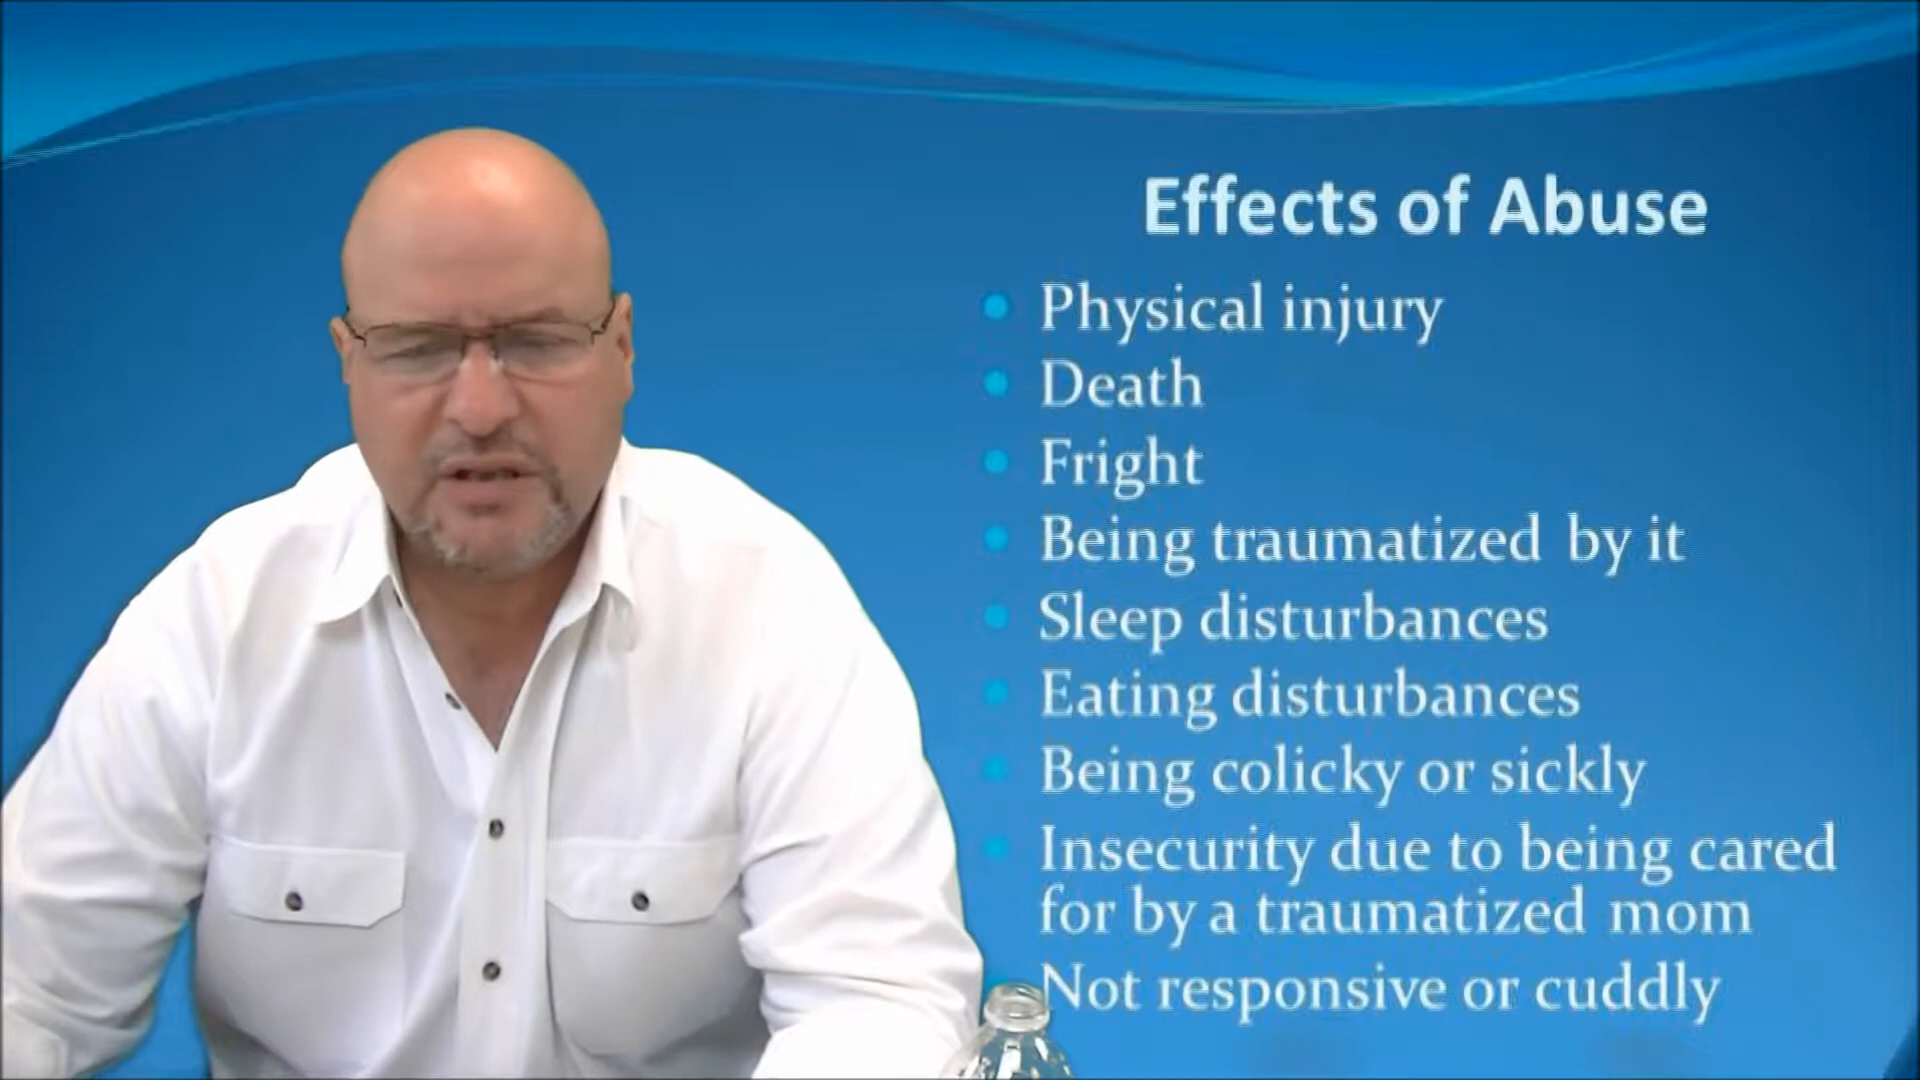 Effects of Abuse
Physical injury
Death
Fright
Being traumatized by it
Sleep disturbances
Eating disturbances
Being colicky or sickly
Insecurity due to being cared
for by a traumatized mom
Not responsive or cuddly